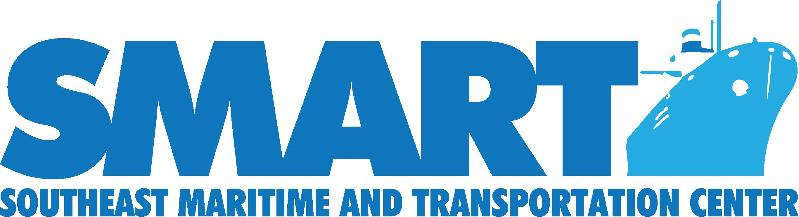 SMART
SOUTHEAST MARITIME AND TRANSPORTATION CENTER